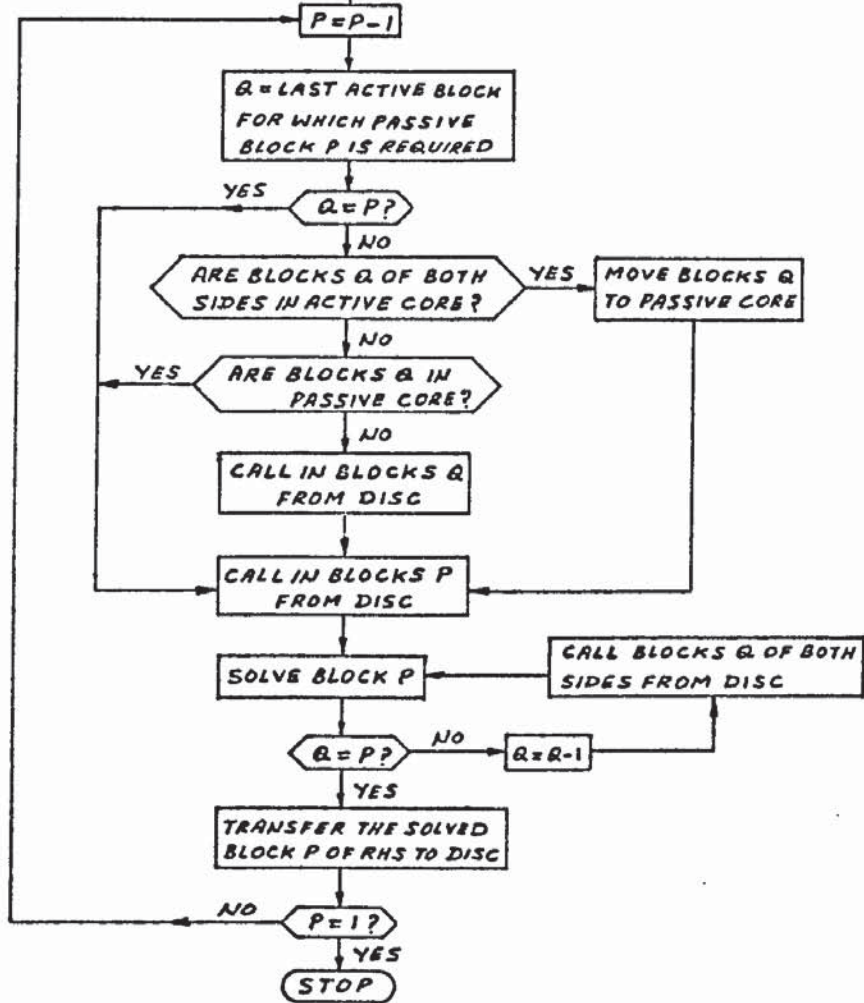 P = P - 1
Q = LAST ACTIVE BLOCK
FOR WHICH PASSIVE
BLOCK P IS REQUIRED
YES
Q = P?
NO
ARE BLOCKS Q OF BOTH
SIDES IN ACTIVE CORE?
YES
MOVE BLOCKS Q
TO PASSIVE CORE
NO
YES
ARE BLOCKS Q IN
PASSIVE CORE?
NO
CALL IN BLOCKS Q
FROM DISC
CALL IN BLOCKS P
FROM DISC
CALL BLOCKS Q OF BOTH
SIDES FROM DISC
SOLVE BLOCK P
Q = P?
NO
Q = Q-1
YES
TRANSFER THE SOLVED
BLOCK P OF RHS TO DISC
NO
P = 1?
YES
STOP